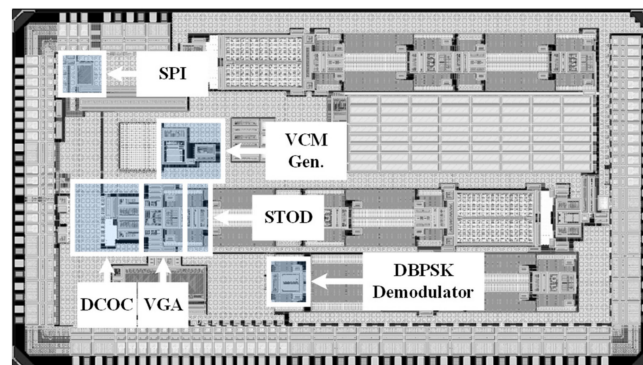 SPI
VCM
Gen.
STOD
DBPSK
Demodulator
DCOC
VGA